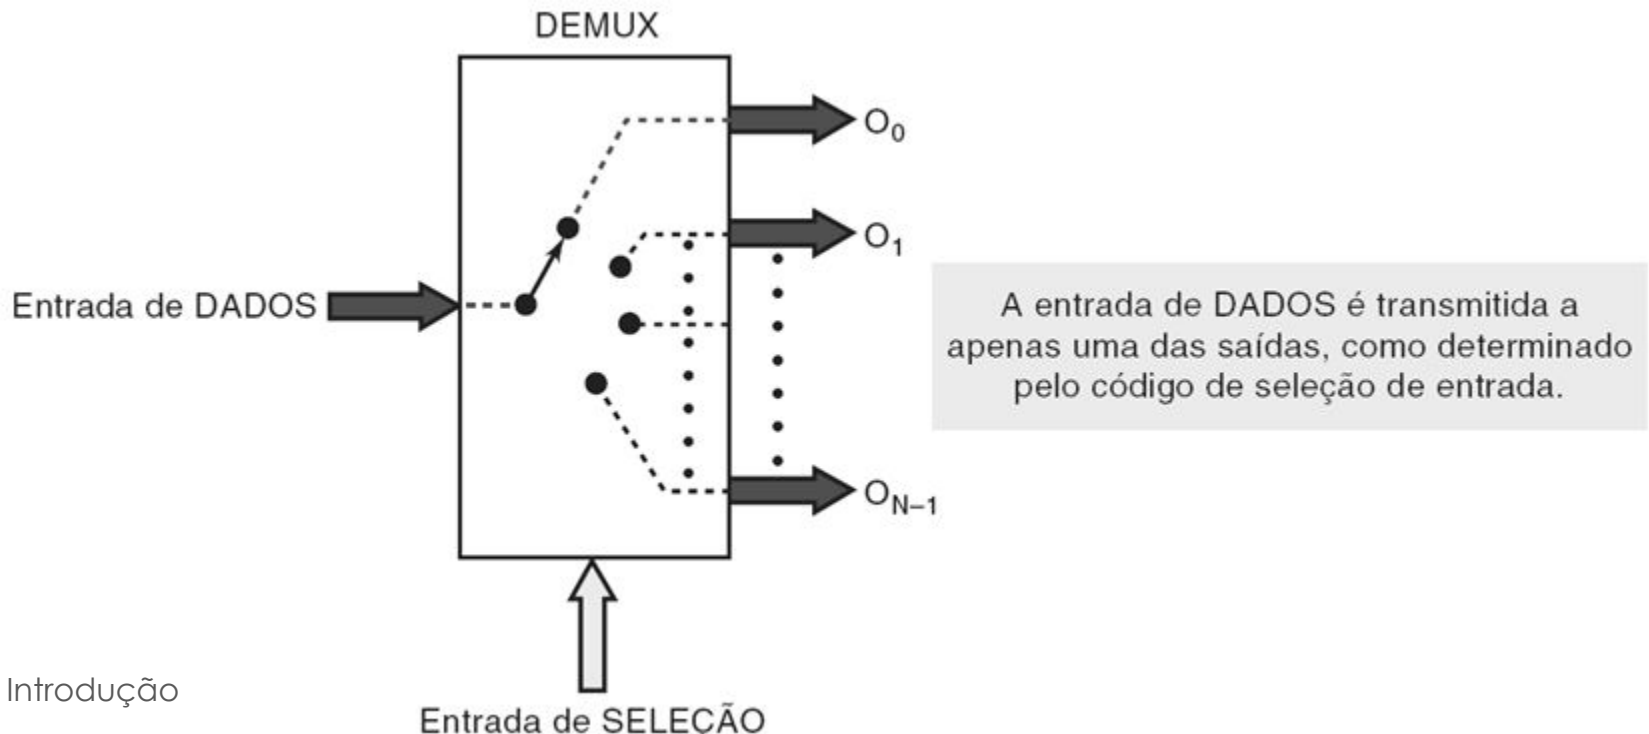 DEMUX
O₀
O₁
Entrada de DADOS
A entrada de DADOS é transmitida a
apenas uma das saídas, como determinado
pelo código de seleção de entrada.
O_N–1
Introdução
Entrada de SELEÇÃO